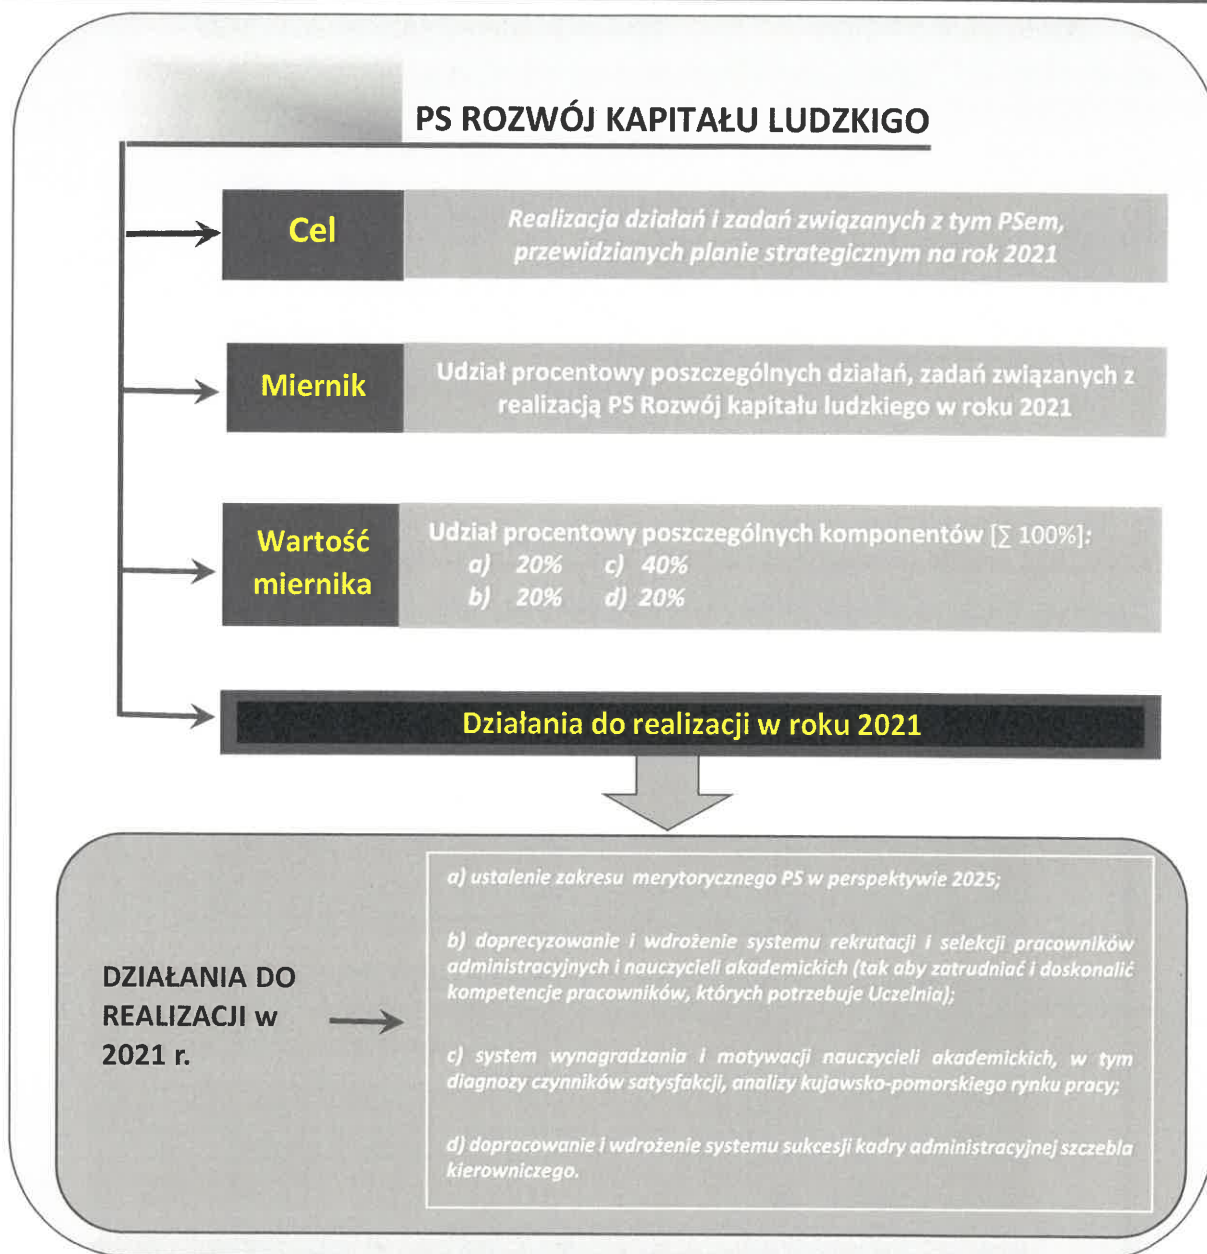 PS ROZWÓJ KAPITAŁU LUDZKIGO
Cel
Realizacja działań i zadań związanych z tym PSem,
przewidzianych planie strategicznym na rok 2021
Miernik
Udział procentowy poszczególnych działań, zadań związanych z
realizacją PS Rozwój kapitału ludzkiego w roku 2021
Wartość
miernika
Udział procentowy poszczególnych komponentów [∑ 100%]:
a) 20% c) 40%
b) 20% d) 20%
Działania do realizacji w roku 2021
DZIAŁANIA DO
REALIZACJI w
2021 r.
a) ustalenie zakresu merytorycznego PS w perspektywie 2025;
b) doprecyzowanie i wdrożenie systemu rekrutacji i selekcji pracowników
administracyjnych i nauczycieli akademickich (tak aby zatrudniać i doskonalić
kompetencje pracowników, których potrzebuje Uczelnia);
c) system wynagradzania i motywacji nauczycieli akademickich, w tym
diagnozy czynników satysfakcji, analizy kujawsko-pomorskiego rynku pracy;
d) dopracowanie i wdrożenie systemu sukcesji kadry administracyjnej szczebla
kierowniczego.